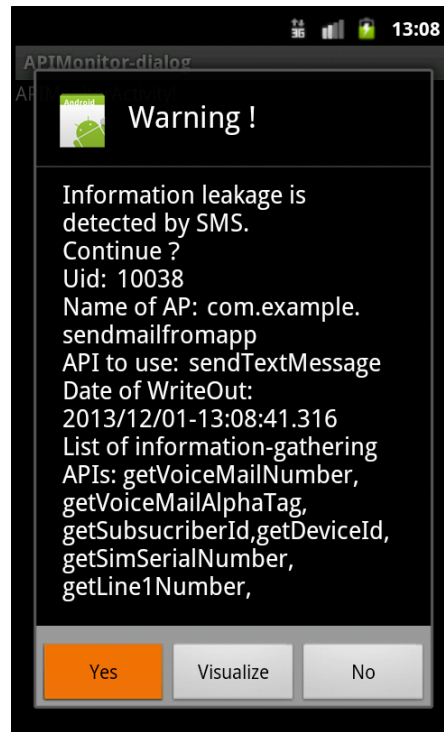 3G
13:08
APIMonitor-dialog
Android
Warning !
Information leakage is
detected by SMS.
Continue ?
Uid: 10038
Name of AP: com.example.
sendmailfromapp
API to use: sendTextMessage
Date of WriteOut:
2013/12/01-13:08:41.316
List of information-gathering
APIs: getVoiceMailNumber,
getVoiceMailAlphaTag,
getSubsucriberId,getDeviceId,
getSimSerialNumber,
getLine1Number,
Yes
Visualize
No